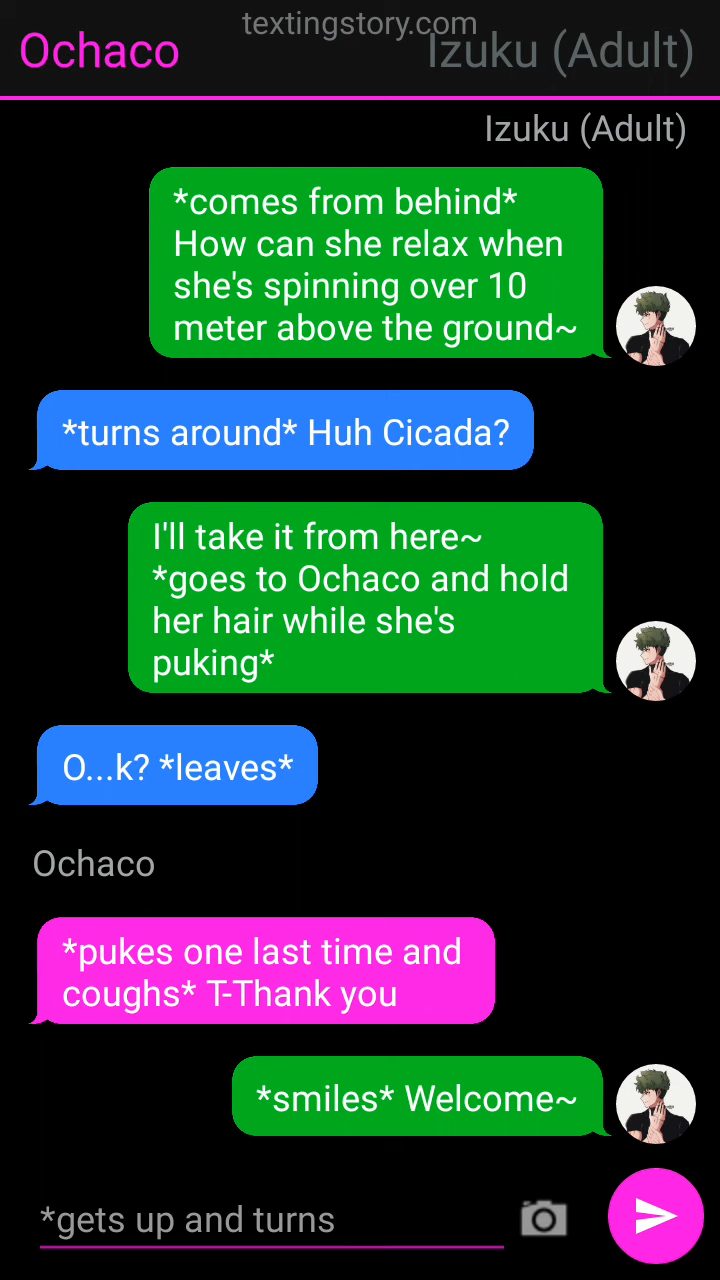 textingstory.com
Ochaco
Izuku (Adult)
Izuku (Adult)
*comes from behind*
How can she relax when
she's spinning over 10
meter above the ground~
*turns around* Huh Cicada?
I'll take it from here~
*goes to Ochaco and hold
her hair while she's
puking*
O...k? *leaves*
Ochaco
*pukes one last time and
coughs* T-Thank you
*smiles* Welcome~
*gets up and turns